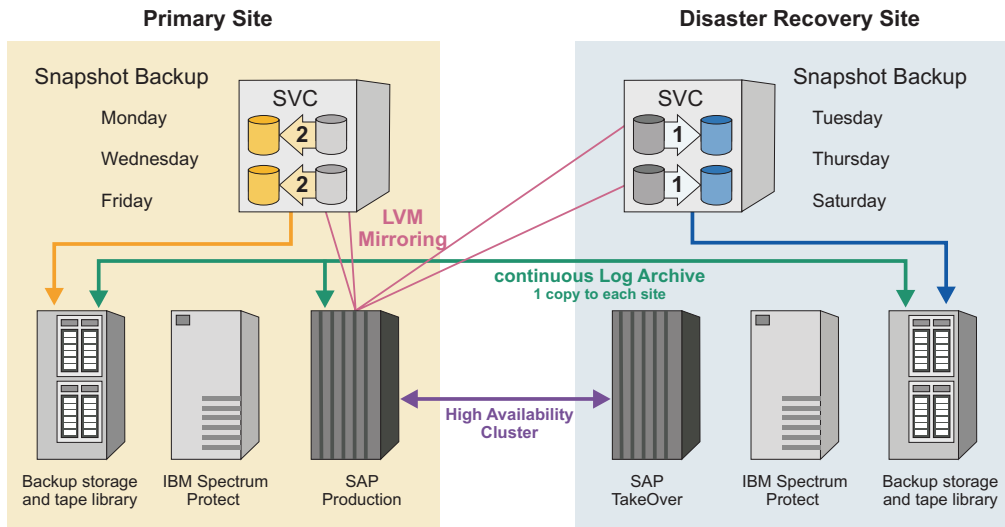 Primary Site
Disaster Recovery Site
Snapshot Backup
Monday
Wednesday
Friday
SVC
2
2
SVC
1
1
Snapshot Backup
Tuesday
Thursday
Saturday
LVM
Mirroring
continuous Log Archive
1 copy to each site
High Availability
Cluster
Backup storage
and tape library
IBM Spectrum
Protect
SAP
Production
SAP
TakeOver
IBM Spectrum
Protect
Backup storage
and tape library